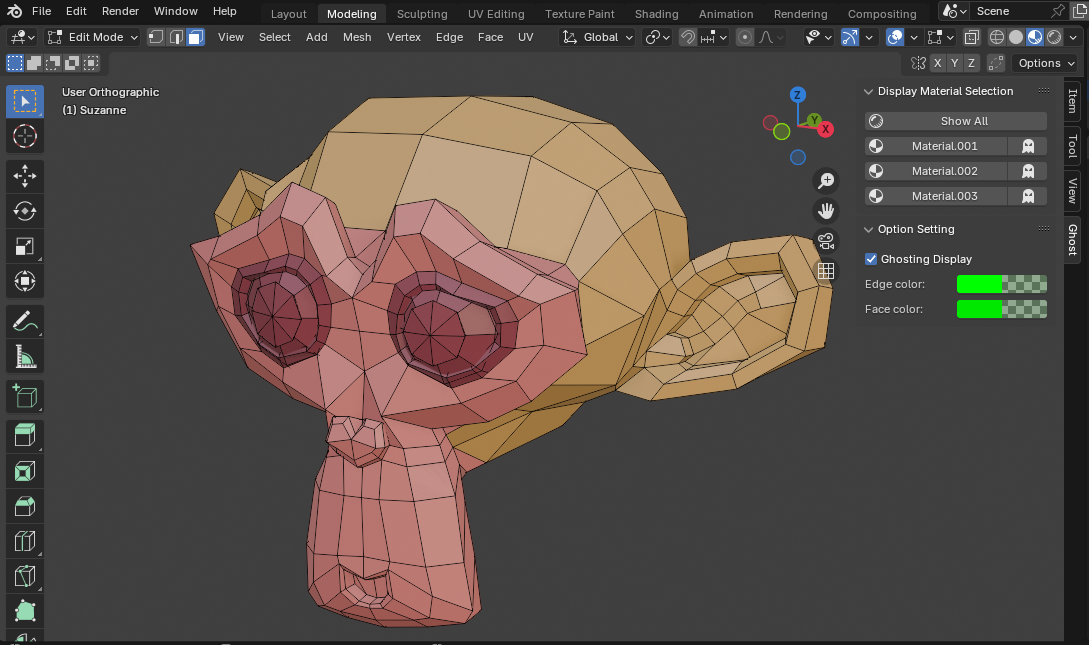 File Edit Render Window Help Layout Modeling Sculpting UV Editing Texture Paint Shading Animation Rendering Compositing Scene
Edit Mode View Select Add Mesh Vertex Edge Face UV Global
X Y Z Options
User Orthographic
(1) Suzanne
Z
Y
X
Display Material Selection
Show All
Material.001
Material.002
Material.003
Option Setting
Ghosting Display
Edge color:
Face color:
Item
Tool
View
Ghost